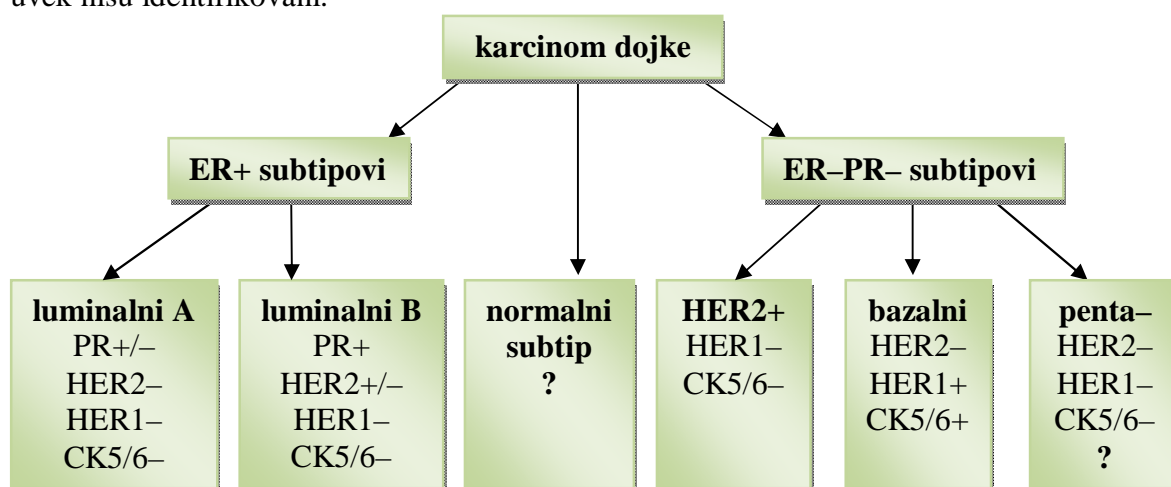 uvek nisu identifikovani.
karcinom dojke
ER+ subtipovi
ER–PR– subtipovi
luminalni A
PR+/–
HER2–
HER1–
CK5/6–
luminalni B
PR+
HER2+/–
HER1–
CK5/6–
normalni
subtip
?
HER2+
HER1–
CK5/6–
bazalni
HER2–
HER1+
CK5/6+
penta–
HER2–
HER1–
CK5/6–
?